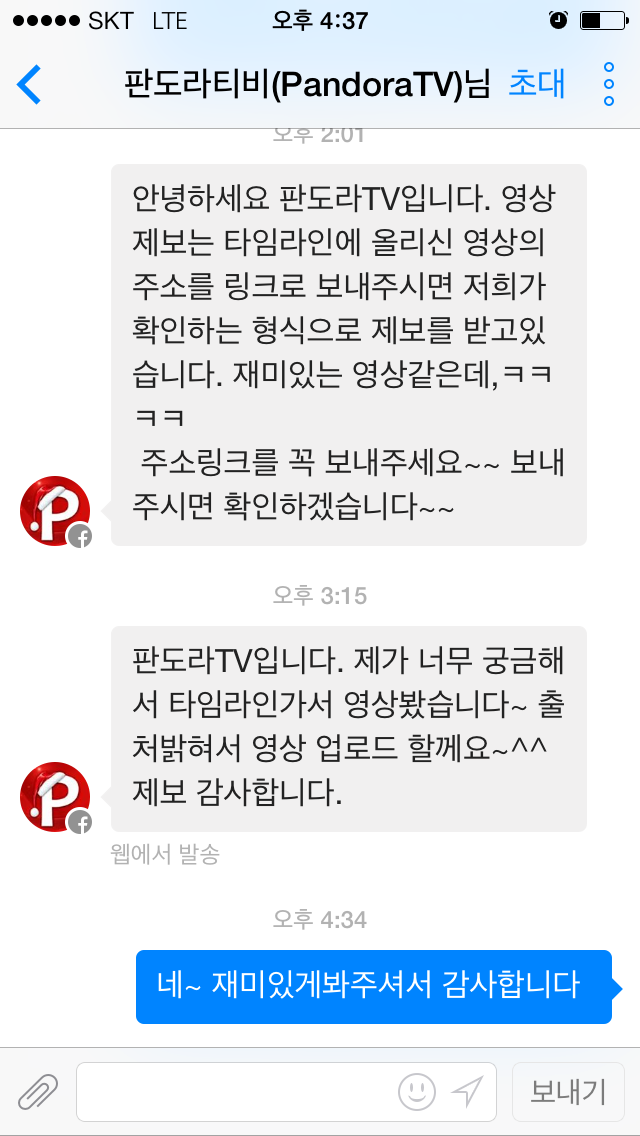 SKT LTE 오후 4:37
판도라티비(PandoraTV)님 초대
오후 2:01
안녕하세요 판도라TV입니다. 영상
제보는 타임라인에 올리신 영상의
주소를 링크로 보내주시면 저희가
확인하는 형식으로 제보를 받고있
습니다. 재미있는 영상같은데,ㅋㅋ
ㅋㅋ
주소링크를 꼭 보내주세요~~ 보내
주시면 확인하겠습니다~~
P
f
오후 3:15
판도라TV입니다. 제가 너무 궁금해
서 타임라인가서 영상봤습니다~ 출
처밝혀서 영상 업로드 할께요~^^
제보 감사합니다.
P
f
웹에서 발송
오후 4:34
네~ 재미있게봐주셔서 감사합니다
보내기